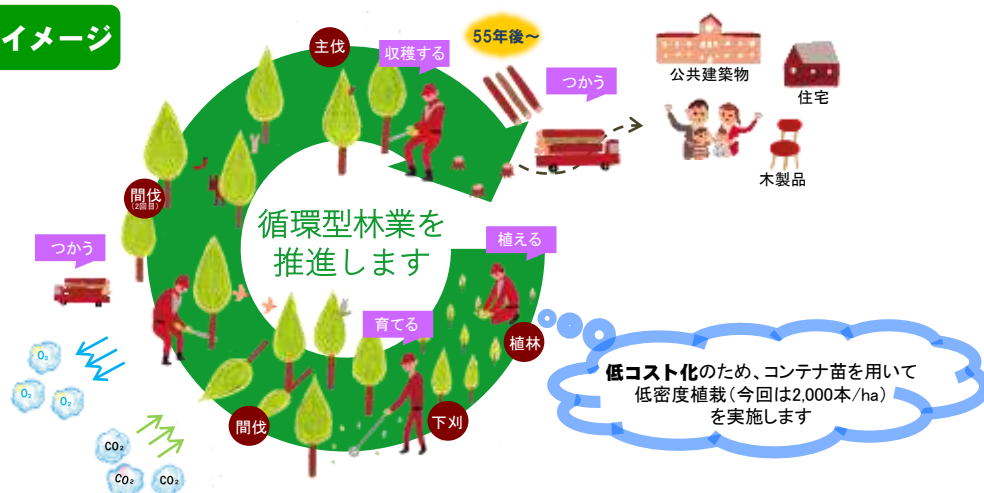 イメージ
主伐
収穫する
55年後～
つかう
公共建築物
住宅
木製品
間伐
(2回目)
つかう
循環型林業を
推進します
植える
育てる
植林
下刈
間伐
低コスト化のため、コンテナ苗を用いて
低密度植栽（今回は2,000本/ha）
を実施します
O₂
O₂
O₂
CO₂
CO₂
CO₂